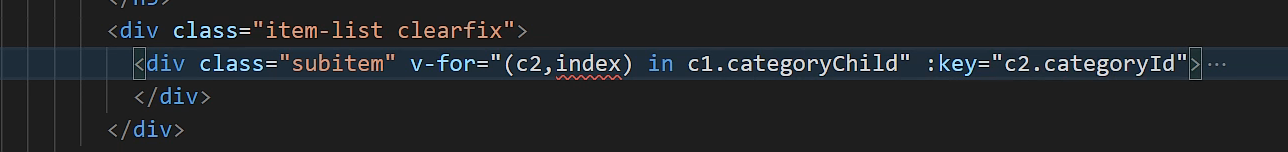 <div class="item-list clearfix">
<div class="subitem" v-for="(c2,index) in c1.categoryChild" :key="c2.categoryId">⋯
</div>
</div>